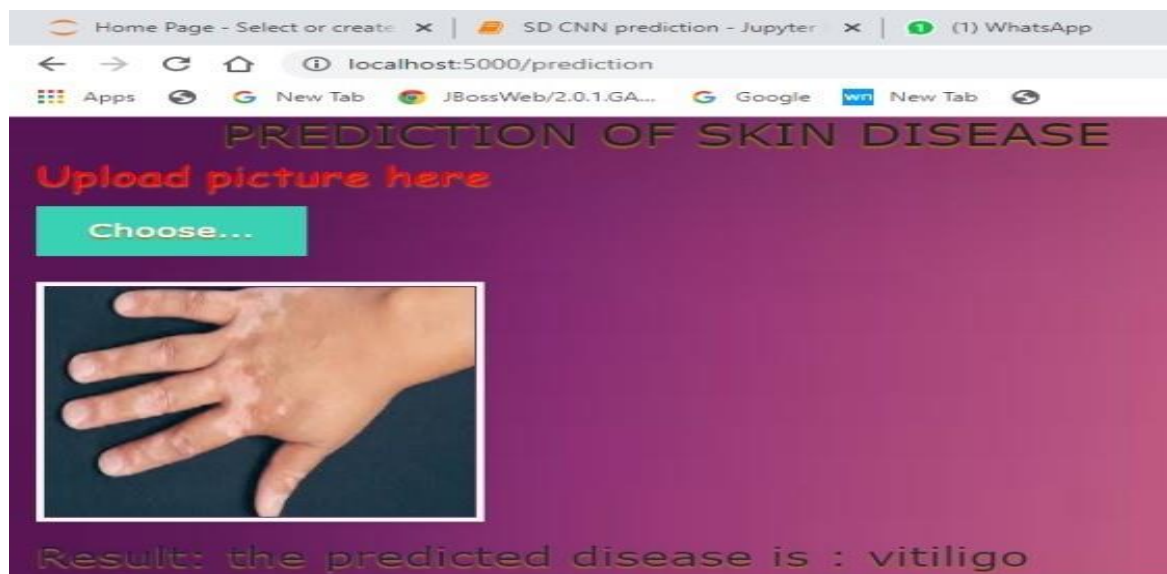 Home Page - Select or create SD CNN prediction - Jupyter (1) WhatsApp
localhost:5000/prediction
Apps New Tab JBossWeb/2.0.1.GA... Google wn New Tab
PREDICTION OF SKIN DISEASE
Upload picture here
Choose...
Result: the predicted disease is : vitiligo